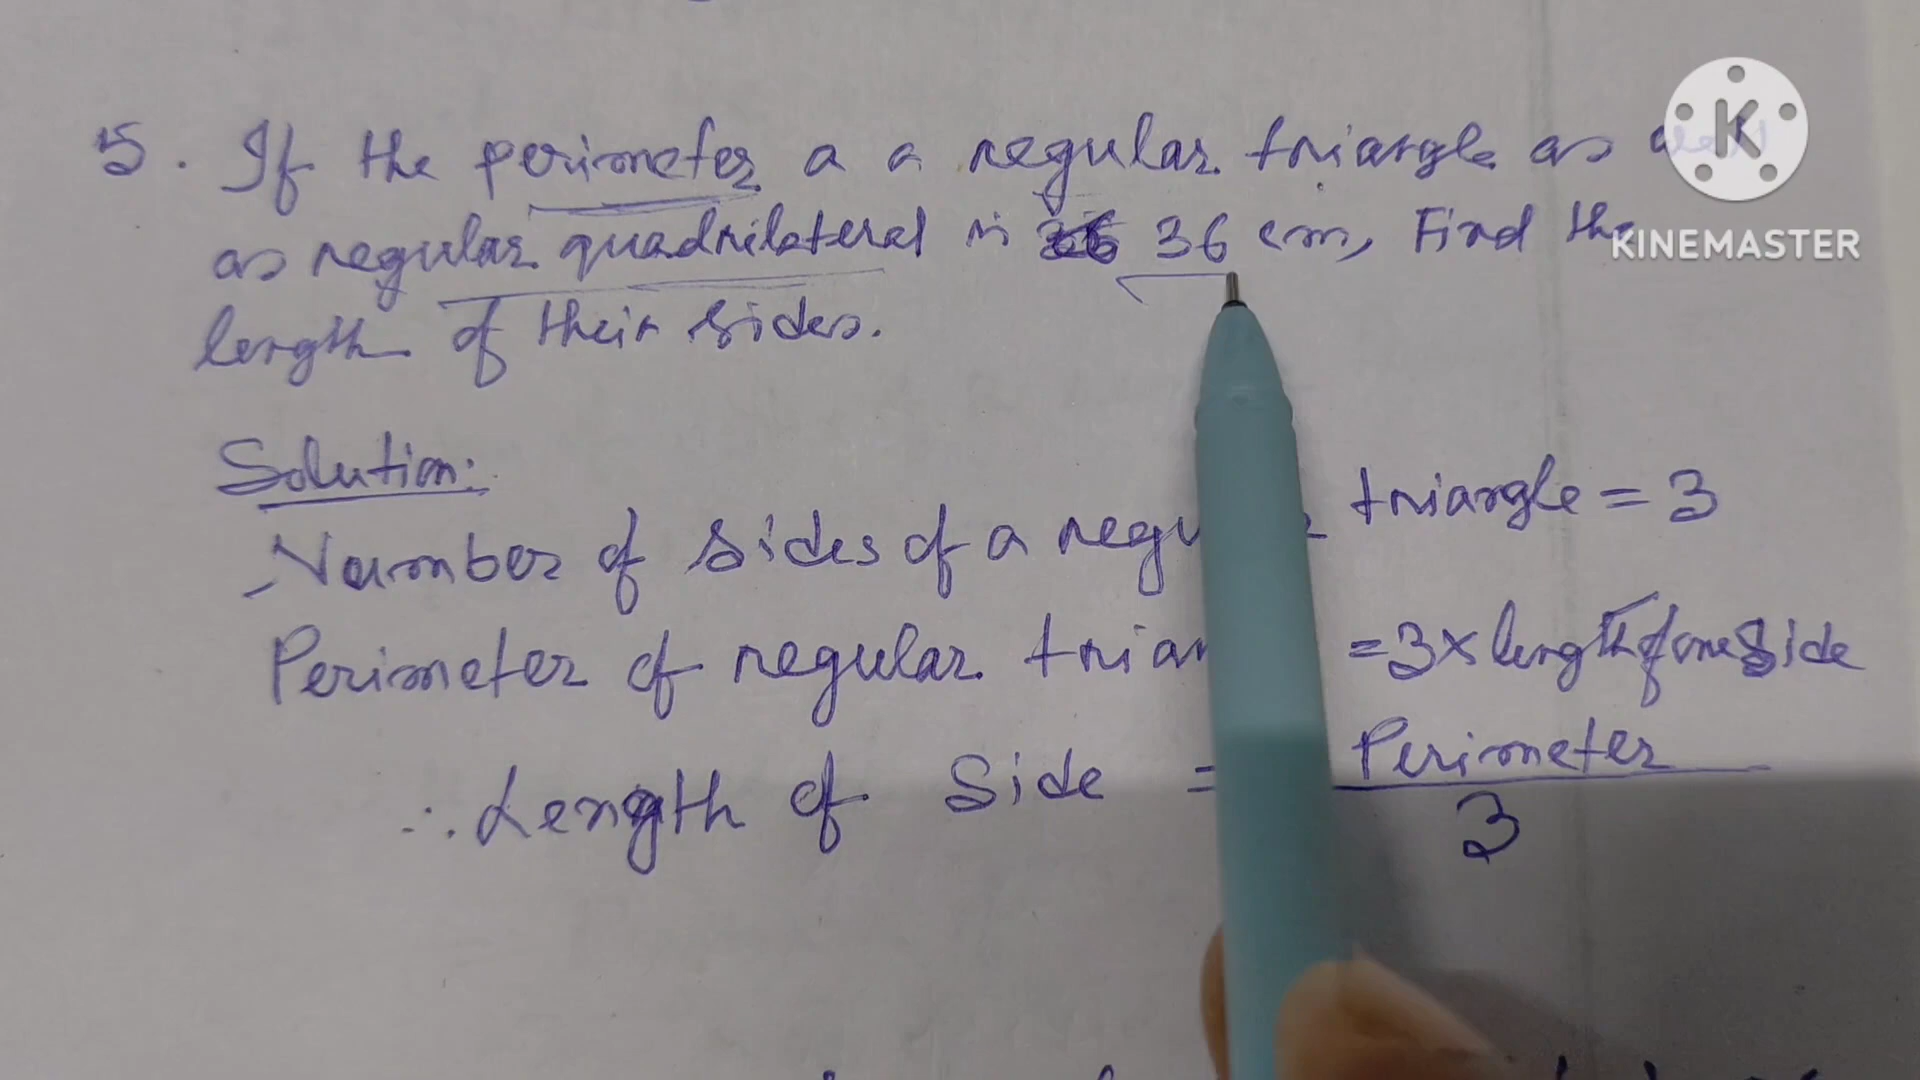 5. If the perimeter a a regular triangle as well
as regular quadrilateral is 36 cm, Find the
length of their sides.
Solution:
Number of sides of a regu triangle = 3
Perimeter of regular trian = 3 x length of one side
∴ Length of Side = Perimeter
3
K
KINEMASTER